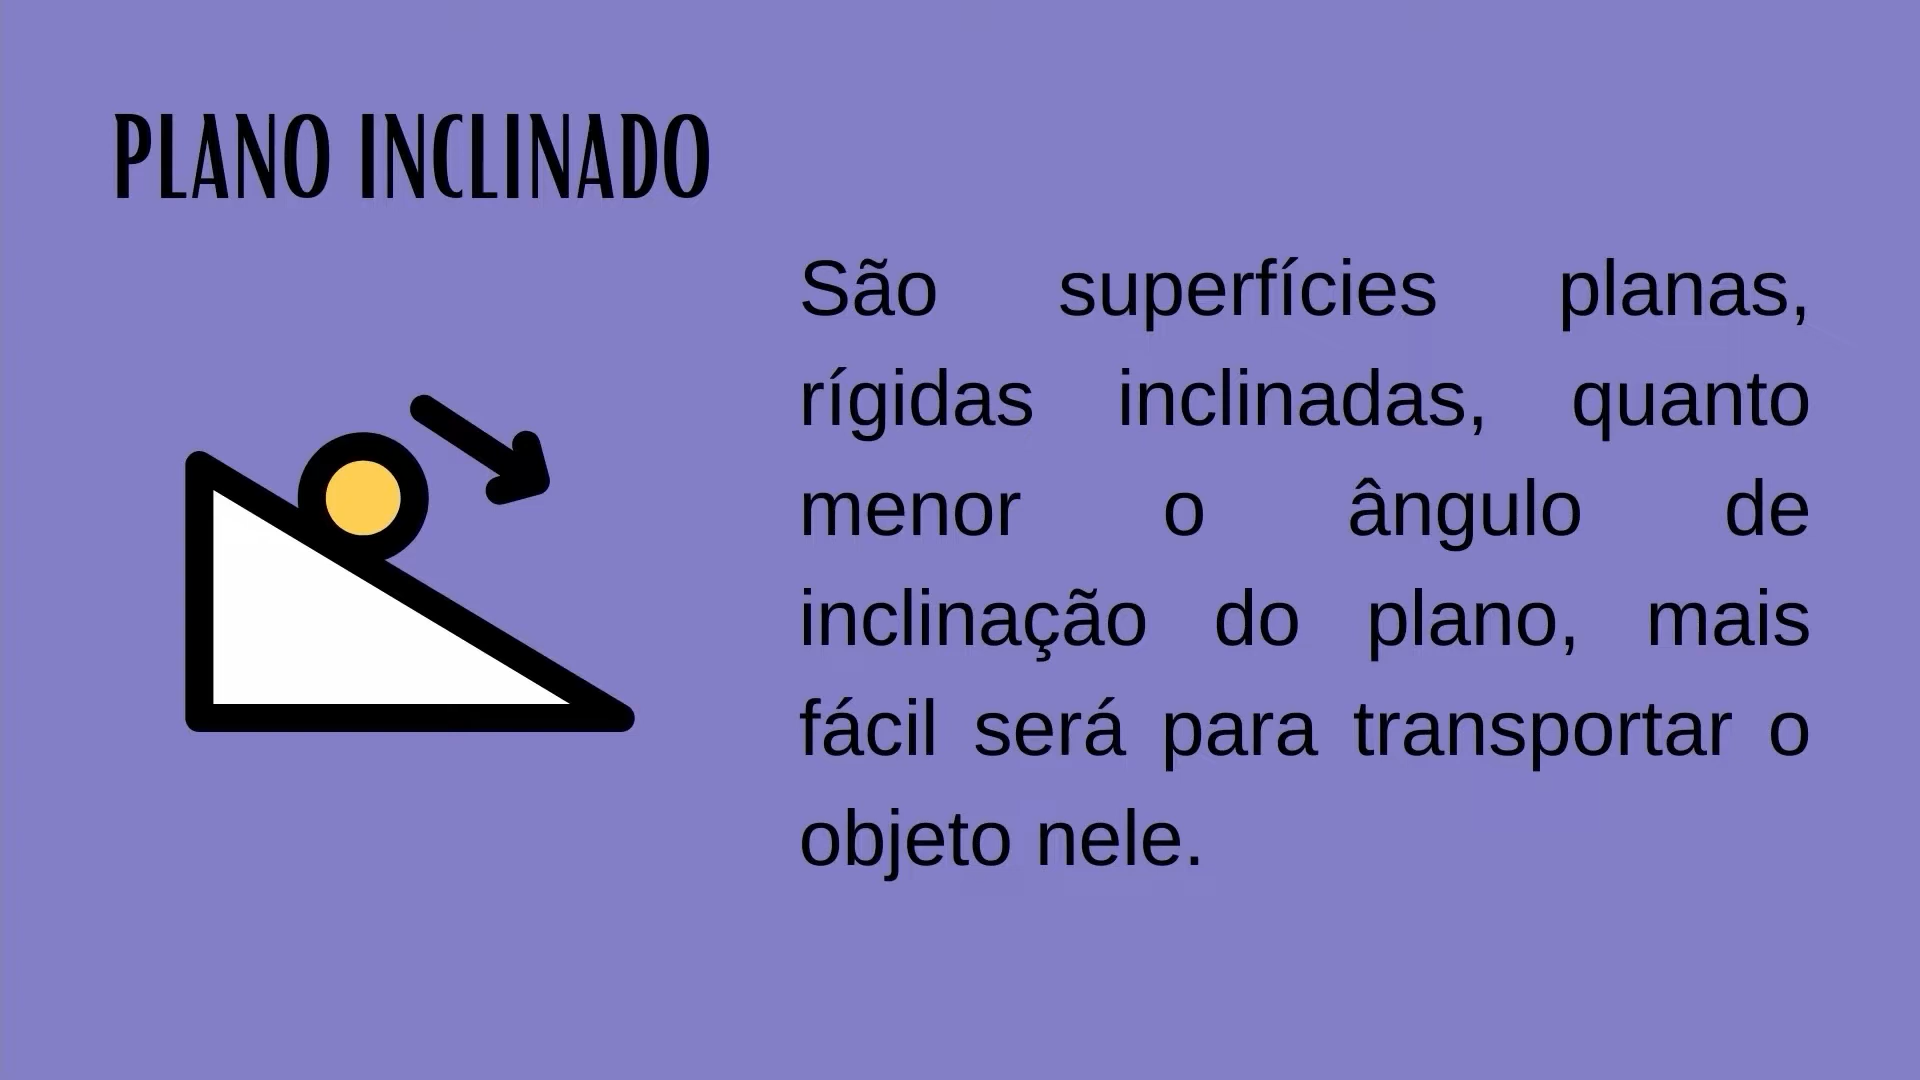 PLANO INCLINADO
São superfícies planas,
rígidas inclinadas, quanto
menor o ângulo de
inclinação do plano, mais
fácil será para transportar o
objeto nele.